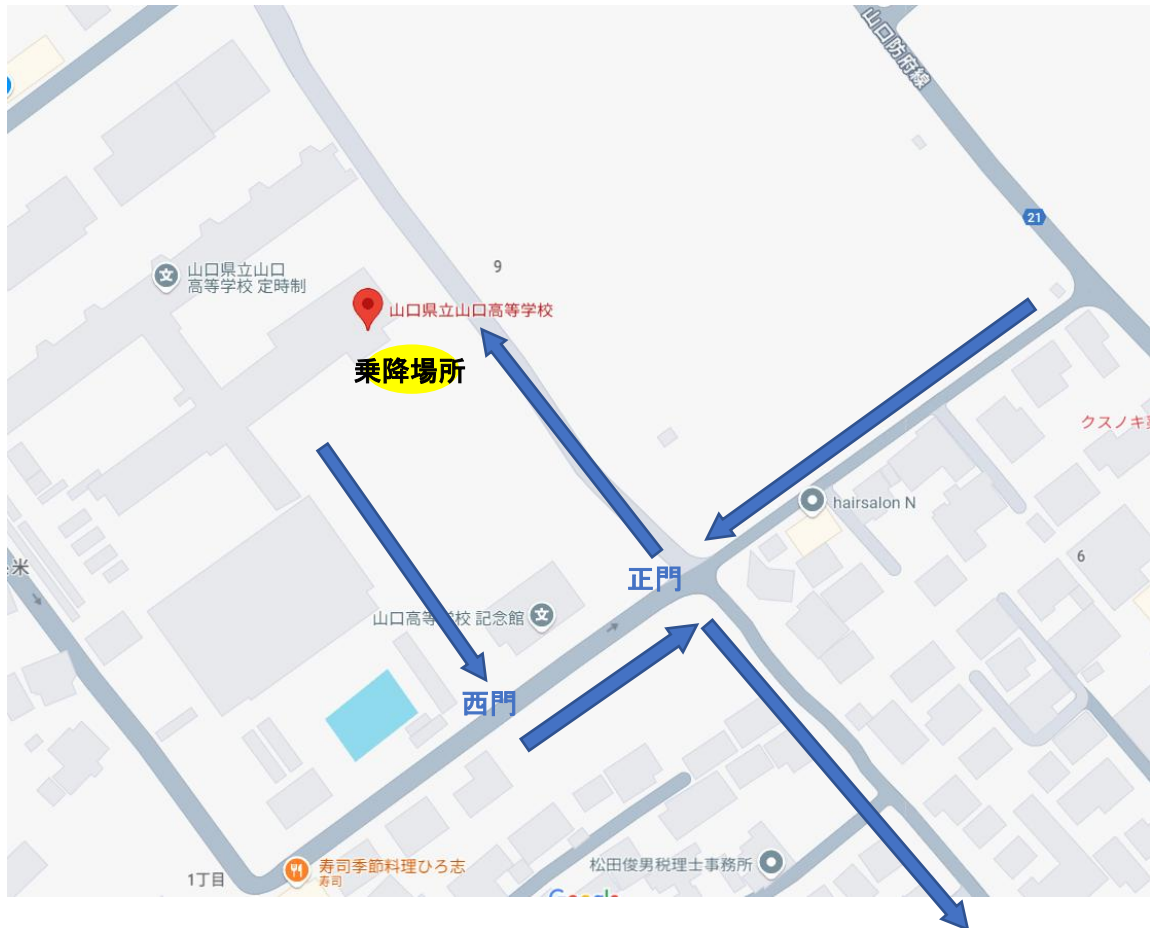 山口防府線
21
山口県立山口
高等学校 定時制
9
山口県立山口高等学校
乗降場所
クスノキ
hairsalon N
米
6
正門
山口高等学校 記念館
西門
寿司季節料理ひろ志
寿司
松田俊男税理士事務所
1丁目